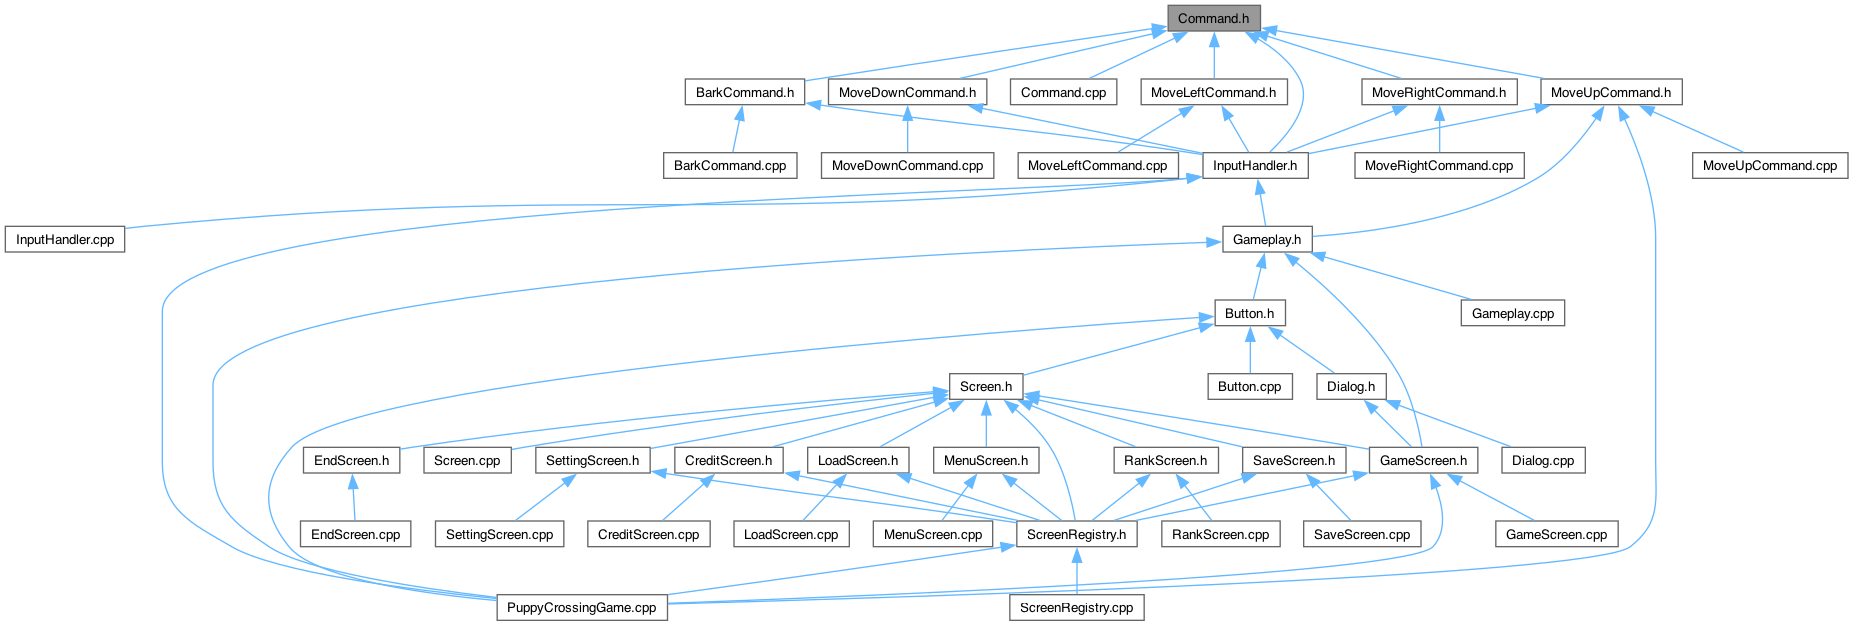 Command.h
BarkCommand.h
MoveDownCommand.h
Command.cpp
MoveLeftCommand.h
MoveRightCommand.h
MoveUpCommand.h
BarkCommand.cpp
MoveDownCommand.cpp
MoveLeftCommand.cpp
InputHandler.h
MoveRightCommand.cpp
MoveUpCommand.cpp
InputHandler.cpp
Gameplay.h
Button.h
Gameplay.cpp
Screen.h
Button.cpp
Dialog.h
EndScreen.h
Screen.cpp
SettingScreen.h
CreditScreen.h
LoadScreen.h
MenuScreen.h
RankScreen.h
SaveScreen.h
GameScreen.h
Dialog.cpp
EndScreen.cpp
SettingScreen.cpp
CreditScreen.cpp
LoadScreen.cpp
MenuScreen.cpp
ScreenRegistry.h
RankScreen.cpp
SaveScreen.cpp
GameScreen.cpp
PuppyCrossingGame.cpp
ScreenRegistry.cpp